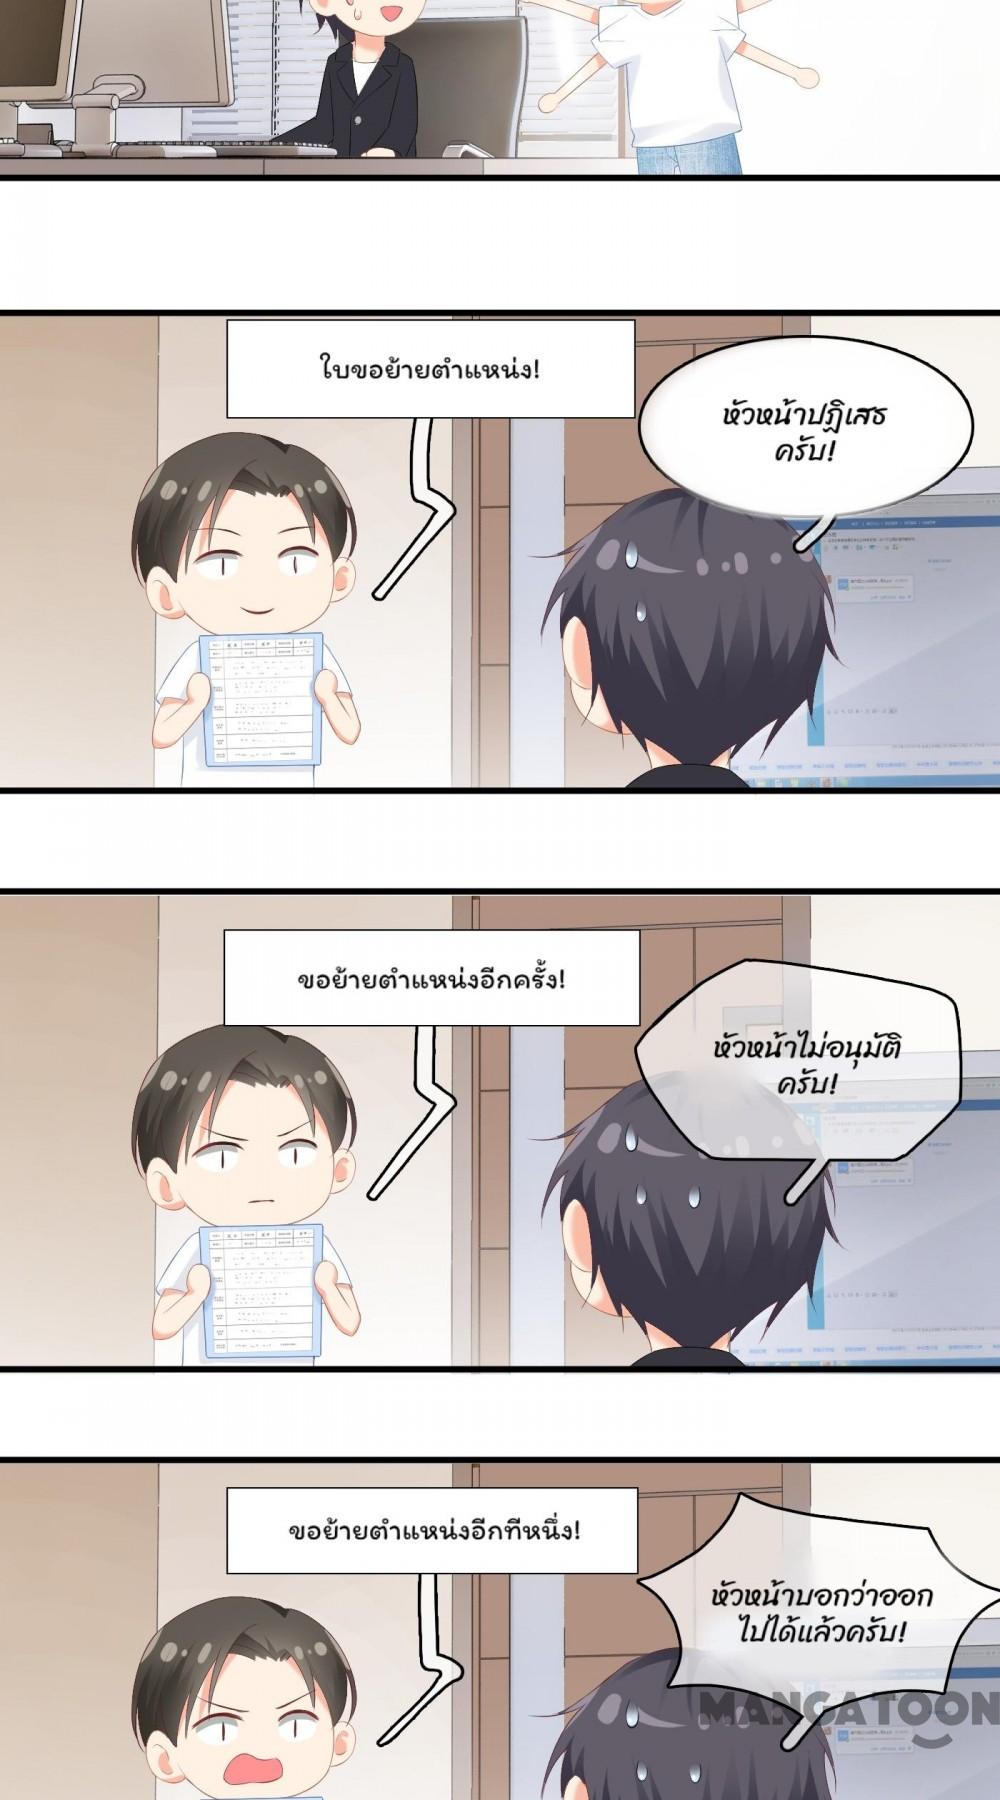 ใบขอย้ายตำแหน่ง!
หัวหน้าปฏิเสธ
ครับ!
ขอย้ายตำแหน่งอีกครั้ง!
หัวหน้าไม่อนุมัติ
ครับ!
ขอย้ายตำแหน่งอีกทีหนึ่ง!
หัวหน้าบอกว่าออก
ไปได้แล้วครับ!
MANGATOON